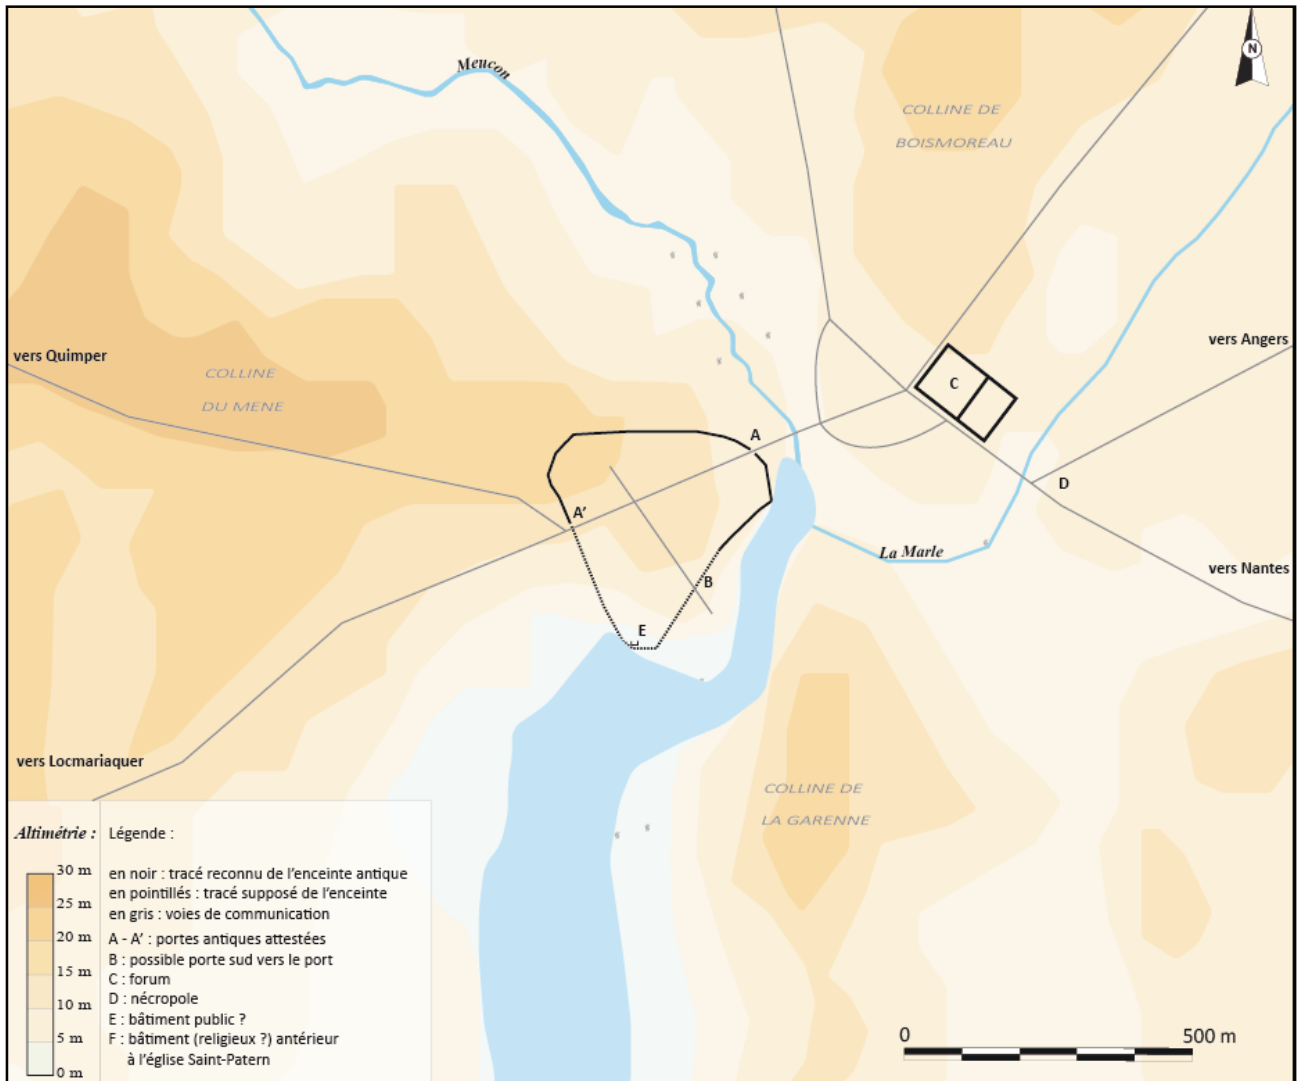 Meucon
N
COLLINE DE
BOISMOREAU
vers Quimper
vers Angers
COLLINE
DU MENE
C
A
D
A'
La Marle
B
vers Nantes
E
vers Locmariaquer
COLLINE DE
LA GARENNE
Altimétrie :
30 m
25 m
20 m
15 m
10 m
5 m
0 m
Légende :
en noir : tracé reconnu de l'enceinte antique
en pointillés : tracé supposé de l'enceinte
en gris : voies de communication
A - A' : portes antiques attestées
B : possible porte sud vers le port
C : forum
D : nécropole
E : bâtiment public ?
F : bâtiment (religieux ?) antérieur
à l'église Saint-Patern
0
500 m